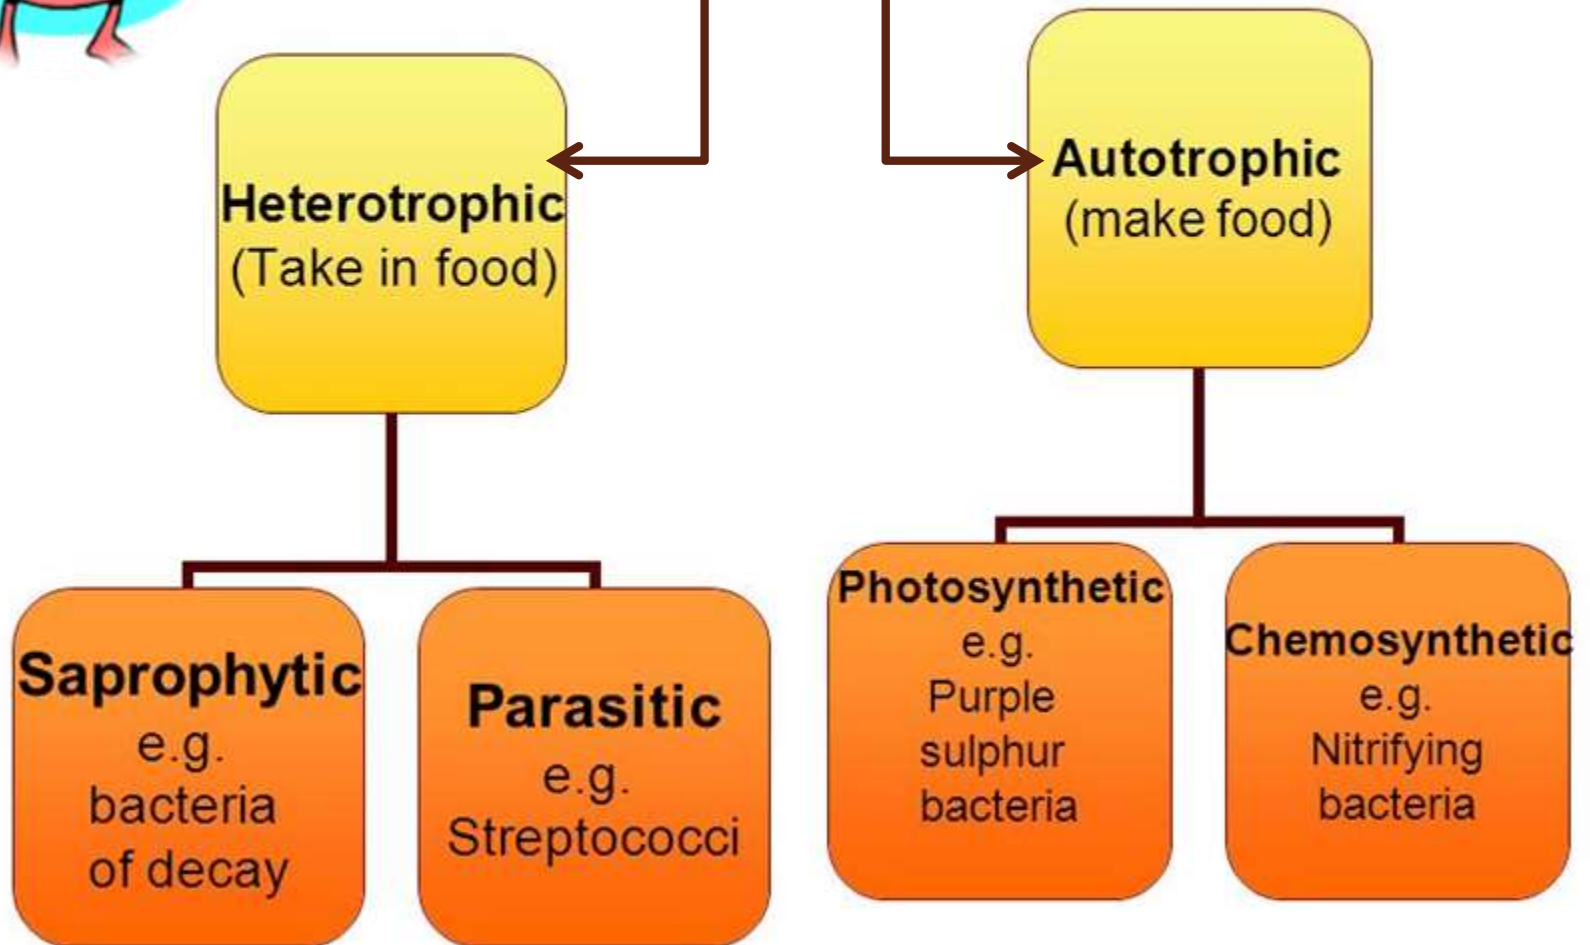 Heterotrophic
(Take in food)
Autotrophic
(make food)
Saprophytic
e.g.
bacteria
of decay
Parasitic
e.g.
Streptococci
Photosynthetic
e.g.
Purple
sulphur
bacteria
Chemosynthetic
e.g.
Nitrifying
bacteria